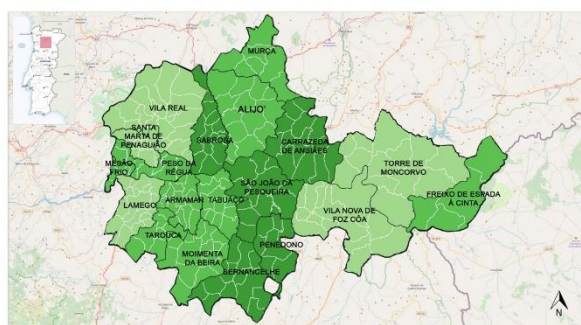 MURÇA
VILA REAL
ALIJÓ
SANTA
MARTA DE
PENAGUIÃO
SABROSA
CARRAZEDA
DE ANSIÃES
MESÃO
FRIO
PESO DA
RÉGUA
TORRE DE
MONCORVO
SÃO JOÃO DA
PESQUEIRA
FREIXO DE ESPADA
À CINTA
LAMEGO
ARMAMAR
TABUAÇO
VILA NOVA DE
FOZ CÔA
TAROUCA
MOIMENTA
DA BEIRA
PENEDONO
SERNANCELHE
N